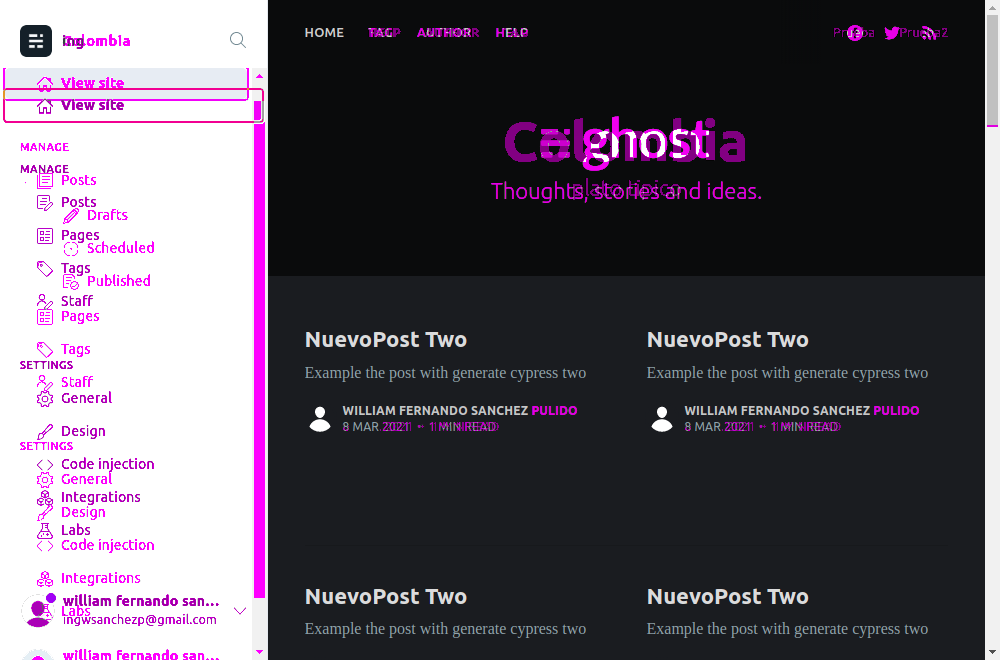 Colombia
View site
View site
MANAGE
MANAGE
Posts
Posts
Drafts
Pages
Scheduled
Tags
Published
Staff
Pages
Tags
SETTINGS
Staff
General
Design
SETTINGS
Code injection
General
Integrations
Design
Labs
Code injection
Integrations
william fernando san...
Labs
ingwsanchezp@gmail.com
william fernando san...
HOME TAG AUTHOR HELP
Prueba Prueba2
ghost
Thoughts, stories and ideas.
NuevoPost Two
Example the post with generate cypress two
WILLIAM FERNANDO SANCHEZ PULIDO
8 MAR 2021 - 1 MIN READ
NuevoPost Two
Example the post with generate cypress two
WILLIAM FERNANDO SANCHEZ PULIDO
8 MAR 2021 - 1 MIN READ
NuevoPost Two
Example the post with generate cypress two
NuevoPost Two
Example the post with generate cypress two